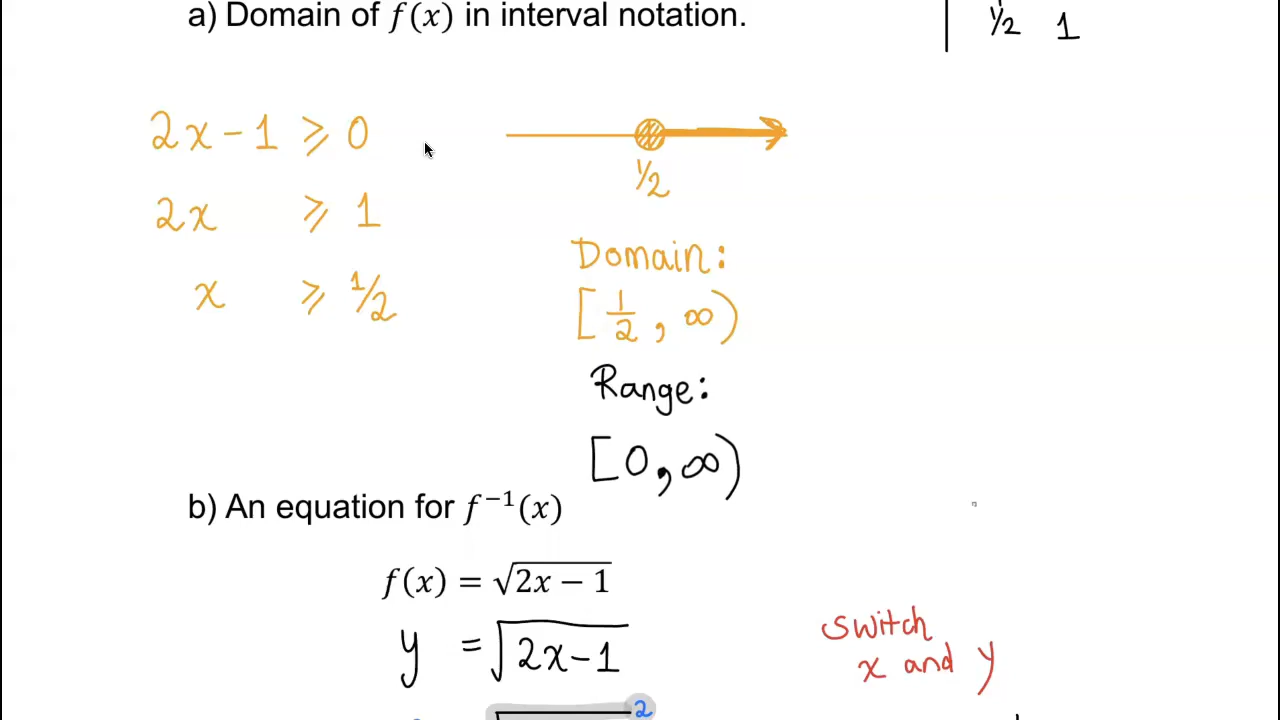 a) Domain of f(x) in interval notation.
½ 1
2x - 1 ⩾ 0
½
2x ⩾ 1
x ⩾ 1/2
Domain:
[1/2, ∞)
Range:
[0, ∞)
b) An equation for f⁻¹(x)
f(x) = √(2x − 1)
y = √(2x-1)
switch
x and y
2